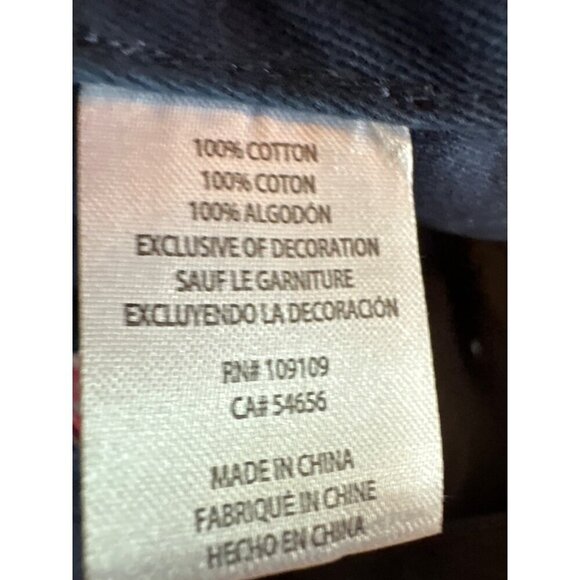 100% COTTON
100% COTON
100% ALGODÓN
EXCLUSIVE OF DECORATION
SAUF LE GARNITURE
EXCLUYENDO LA DECORACIÓN
RN# 109109
CA# 54656
MADE IN CHINA
FABRIQUÉ IN CHINE
HECHO EN CHINA